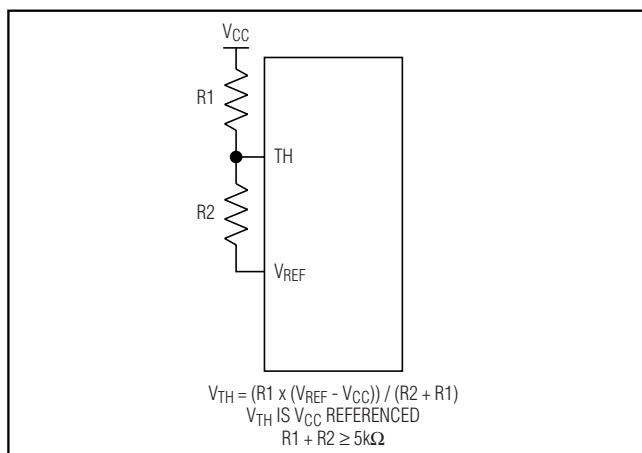 VCC
R1
TH
R2
VREF
VTH = (R1 x (VREF - VCC)) / (R2 + R1)
VTH IS VCC REFERENCED
R1 + R2 ≥ 5kΩ